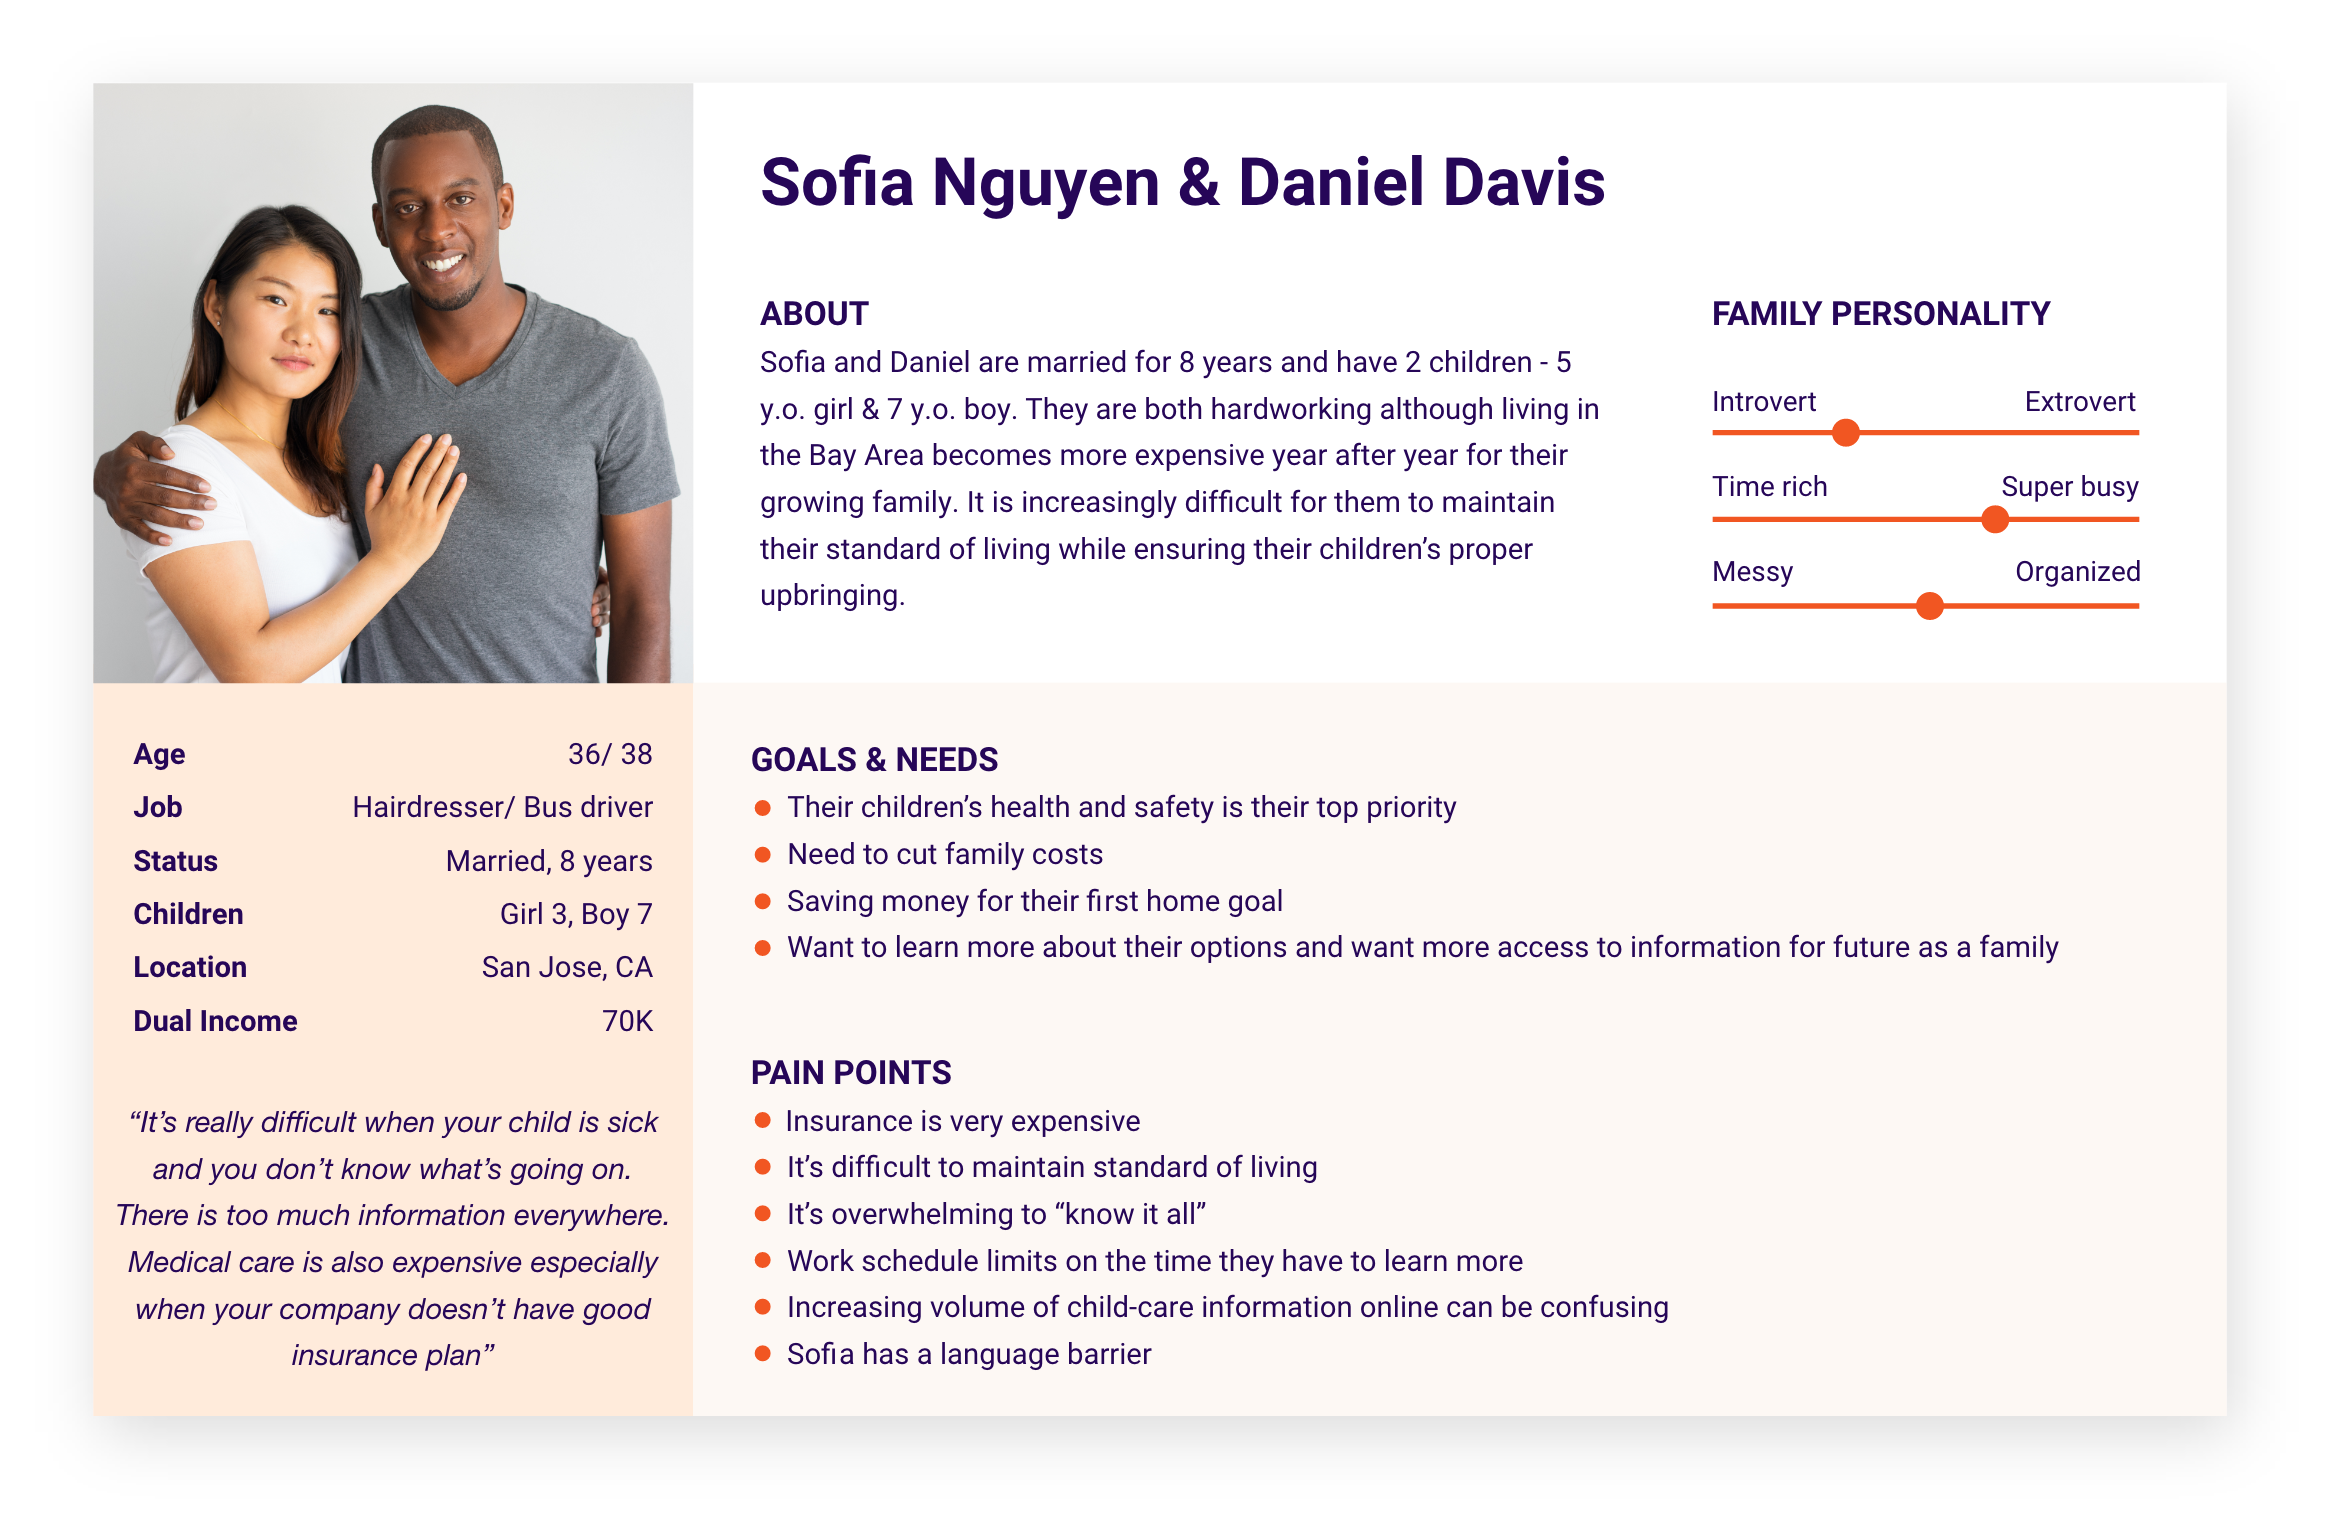 Sofia Nguyen & Daniel Davis
ABOUT
Sofia and Daniel are married for 8 years and have 2 children - 5
y.o. girl & 7 y.o. boy. They are both hardworking although living in
the Bay Area becomes more expensive year after year for their
growing family. It is increasingly difficult for them to maintain
their standard of living while ensuring their children’s proper
upbringing.
FAMILY PERSONALITY
Introvert Extrovert
Time rich Super busy
Messy Organized
Age 36/ 38
Job Hairdresser/ Bus driver
Status Married, 8 years
Children Girl 3, Boy 7
Location San Jose, CA
Dual Income 70K
“It’s really difficult when your child is sick
and you don’t know what’s going on.
There is too much information everywhere.
Medical care is also expensive especially
when your company doesn’t have good
insurance plan”
GOALS & NEEDS
Their children’s health and safety is their top priority
Need to cut family costs
Saving money for their first home goal
Want to learn more about their options and want more access to information for future as a family
PAIN POINTS
Insurance is very expensive
It’s difficult to maintain standard of living
It’s overwhelming to “know it all”
Work schedule limits on the time they have to learn more
Increasing volume of child-care information online can be confusing
Sofia has a language barrier